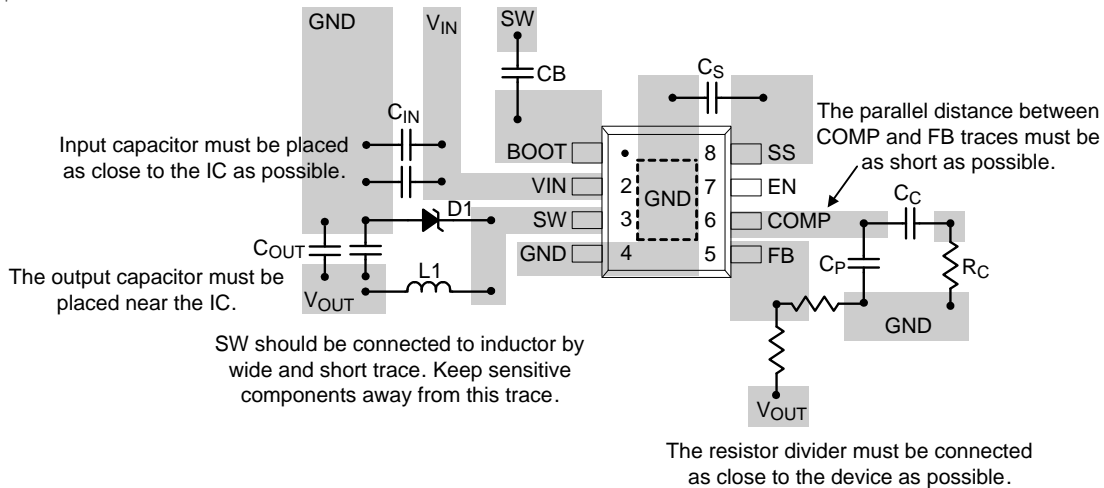 GND
VIN
SW
CB
CS
CIN
Input capacitor must be placed
as close to the IC as possible.
The parallel distance between
COMP and FB traces must be
as short as possible.
BOOT
VIN
SW
GND
2
3
4
GND
8
7
6
5
SS
EN
COMP
FB
CC
CP
RC
GND
D1
COUT
L1
VOUT
The output capacitor must be
placed near the IC.
SW should be connected to inductor by
wide and short trace. Keep sensitive
components away from this trace.
VOUT
The resistor divider must be connected
as close to the device as possible.